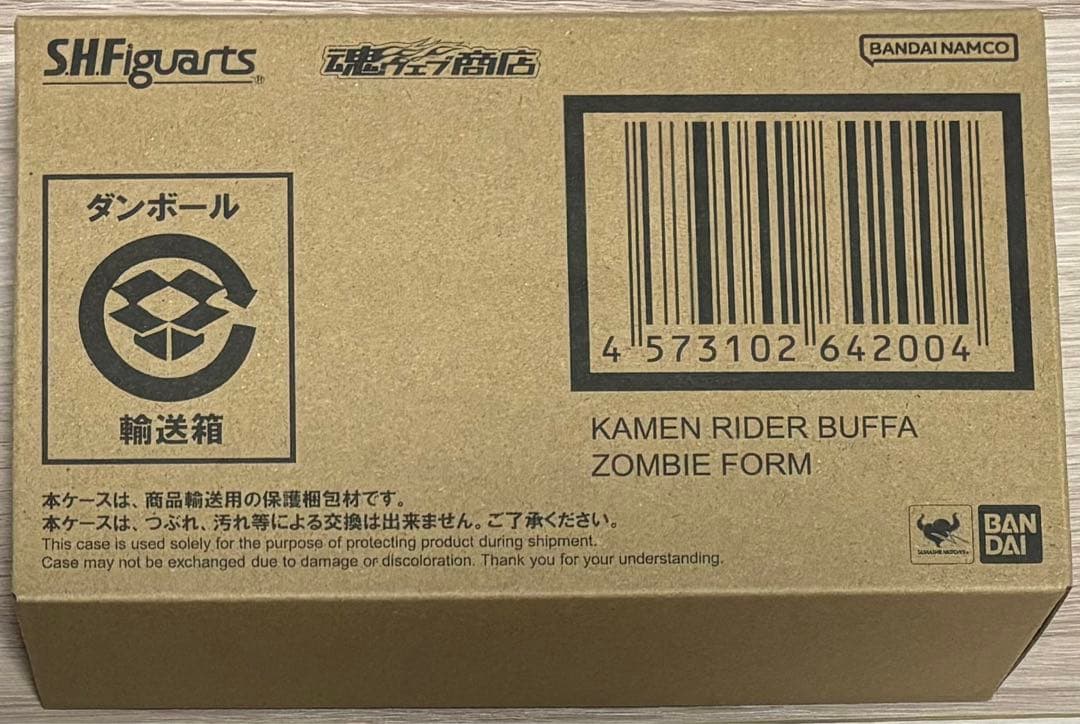 S.H.Figuarts®
魂ウェブ商店
BANDAI NAMCO
ダンボール
輸送箱
4 573102 642004
KAMEN RIDER BUFFA
ZOMBIE FORM
本ケースは、商品輸送用の保護梱包材です。
本ケースは、つぶれ、汚れ等による交換は出来ません。ご了承ください。
This case is used solely for the purpose of protecting product during shipment.
Case may not be exchanged due to damage or discoloration. Thank you for your understanding.
TAMASHII NATIONS
BAN
DAI